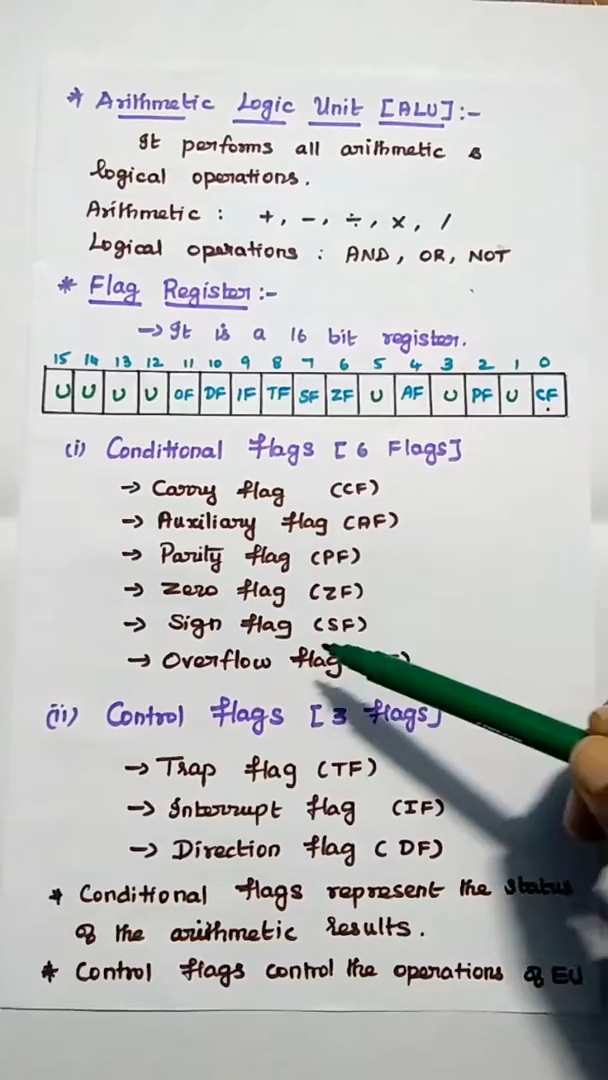 * Arithmetic Logic Unit [ALU]:-
It performs all arithmetic &
logical operations.
Arithmetic : +, -, ÷, ×, /
Logical operations : AND, OR, NOT
* Flag Register:-
→ It is a 16 bit register.
15 14 13 12 11 10 9 8 7 6 5 4 3 2 1 0
U U U U OF DF IF TF SF ZF U AF U PF U CF
(i) Conditional flags [6 Flags]
→ Carry flag (CF)
→ Auxiliary flag (AF)
→ Parity flag (PF)
→ Zero flag (ZF)
→ Sign flag (SF)
→ Overflow flag
(ii) Control flags [3 flags]
→ Trap flag (TF)
→ Interrupt flag (IF)
→ Direction flag (DF)
* Conditional flags represent the status
of the arithmetic results.
* Control flags control the operations of EU